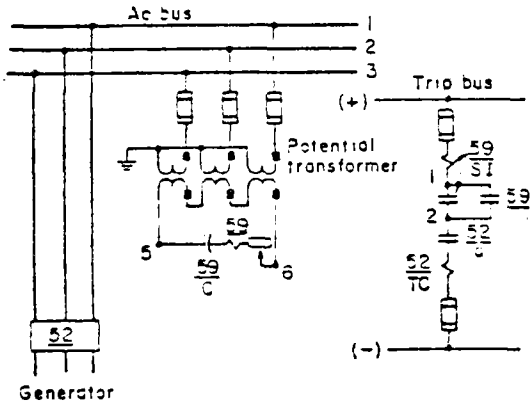 Ac bus
1
2
3
Trip bus
(+)
Potential
transformer
59
SI
1
59
2
52
59
5
59
C
6
52
TC
52
(-)
Generator